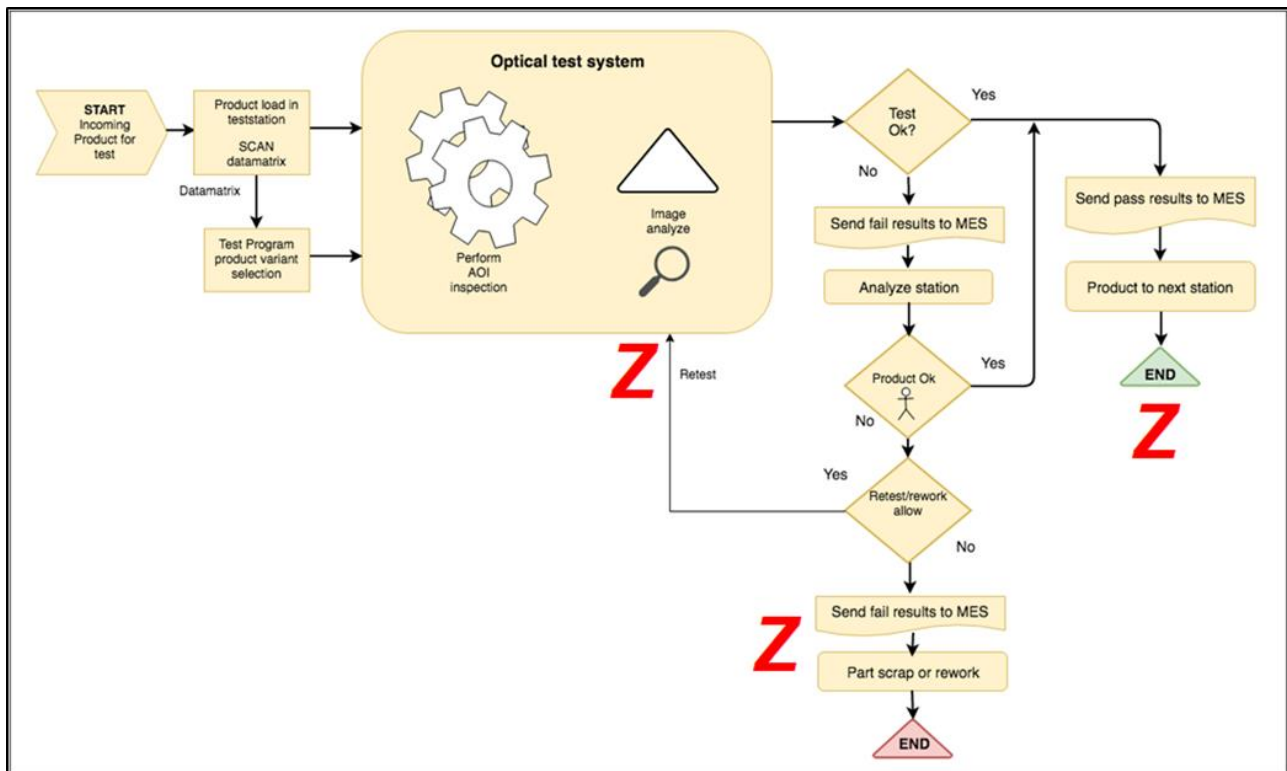 START
Incoming
Product for
test
Product load in
teststation
SCAN
datamatrix
Datamatrix
Test Program
product variant
selection
Optical test system
Perform
AOI
inspection
Image
analyze
Z
Retest
Test
Ok?
Yes
No
Send fail results to MES
Analyze station
Product Ok
Yes
No
Yes
Retest/rework
allow
No
Z
Send fail results to MES
Part scrap or rework
END
Send pass results to MES
Product to next station
END
Z